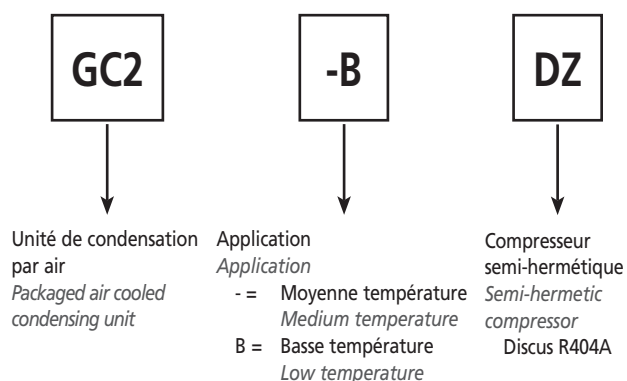 GC2
-B
DZ
Unité de condensation
par air
Packaged air cooled
condensing unit
Application
Application
- = Moyenne température
Medium temperature
B = Basse température
Low temperature
Compresseur
semi-hermétique
Semi-hermetic
compressor
Discus R404A